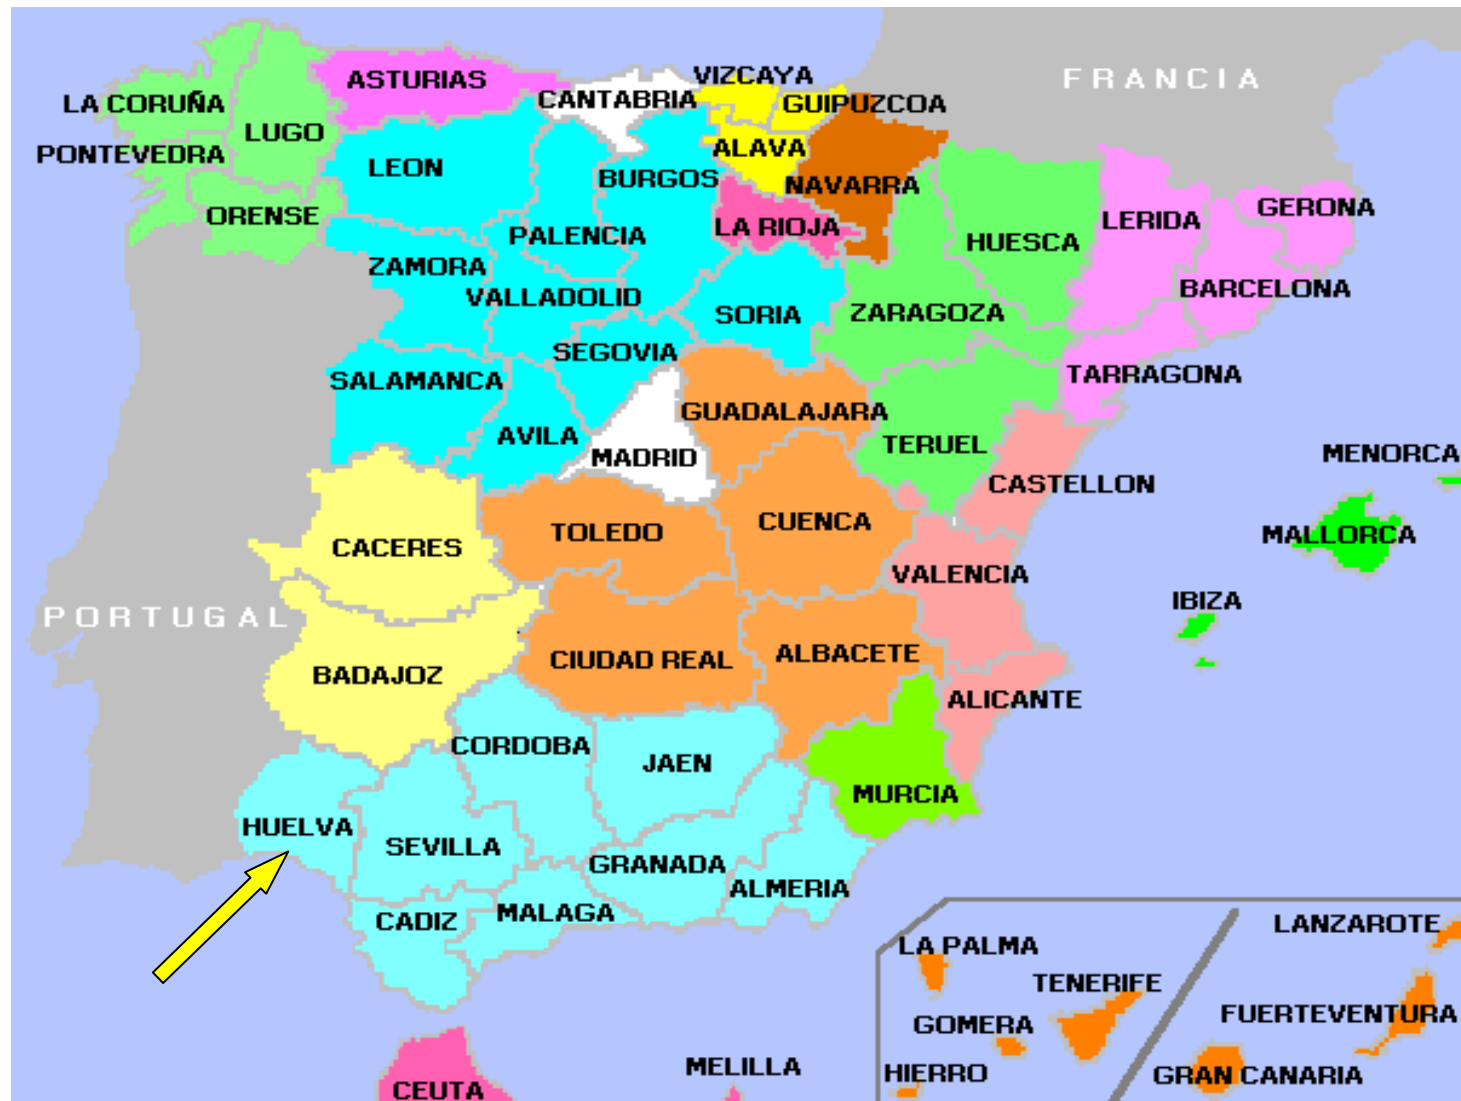 ASTURIAS
VIZCAYA
FRANCIA
LA CORUÑA
CANTABRIA
GUIPUZCOA
LUGO
PONTEVEDRA
LEON
ALAVA
BURGOS
NAVARRA
ORENSE
PALENCIA
LA RIOJA
HUESCA
LERIDA
GERONA
ZAMORA
VALLADOLID
SORIA
ZARAGOZA
BARCELONA
SEGOVIA
SALAMANCA
TARRAGONA
GUADALAJARA
AVILA
MADRID
TERUEL
CASTELLON
MENORCA
CACERES
TOLEDO
CUENCA
MALLORCA
VALENCIA
IBIZA
PORTUGAL
BADAJOZ
CIUDAD REAL
ALBACETE
ALICANTE
CORDOBA
JAEN
MURCIA
HUELVA
SEVILLA
GRANADA
ALMERIA
CADIZ
MALAGA
LA PALMA
LANZAROTE
TENERIFE
GOMERA
FUERTEVENTURA
HIERRO
GRAN CANARIA
MELILLA
CEUTA